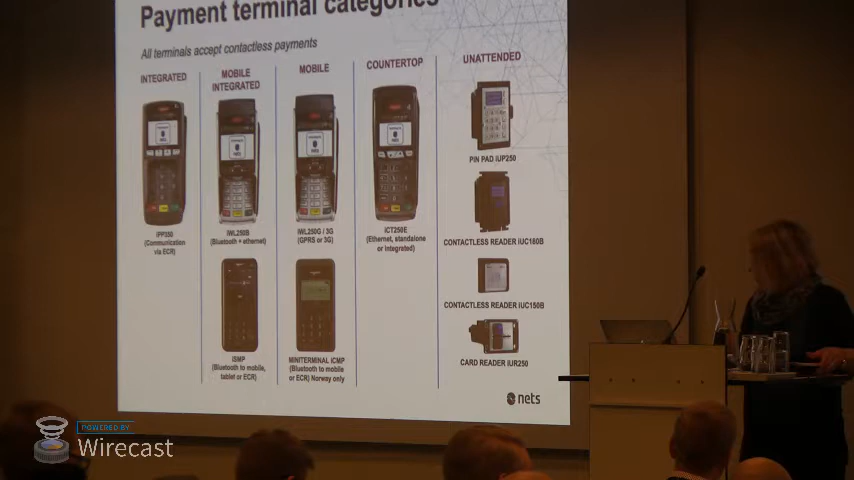 Payment terminal categories
All terminals accept contactless payments
INTEGRATED
iPP350
(Communication
via ECR)
MOBILE
INTEGRATED
iWL250B
(Bluetooth + ethernet)
iSMP
(Bluetooth to mobile,
tablet or ECR)
MOBILE
iWL250G / 3G
(GPRS or 3G)
MINITERMINAL iCMP
(Bluetooth to mobile
or ECR) Norway only
COUNTERTOP
iCT250E
(Ethernet, standalone
or integrated)
UNATTENDED
PIN PAD iUP250
CONTACTLESS READER iUC180B
CONTACTLESS READER iUC150B
CARD READER iUR250
nets
POWERED BY
Wirecast